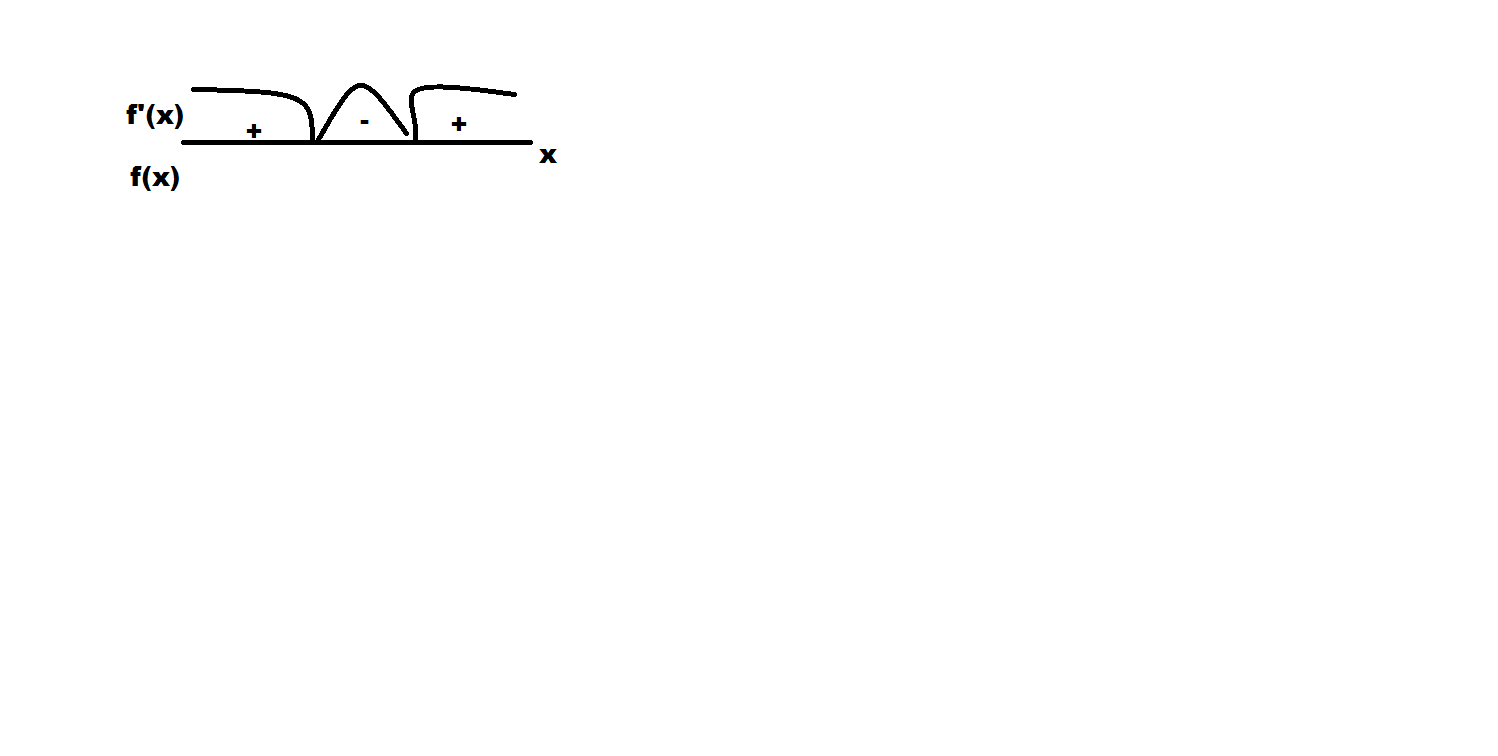 f'(x)
+ - +
x
f(x)